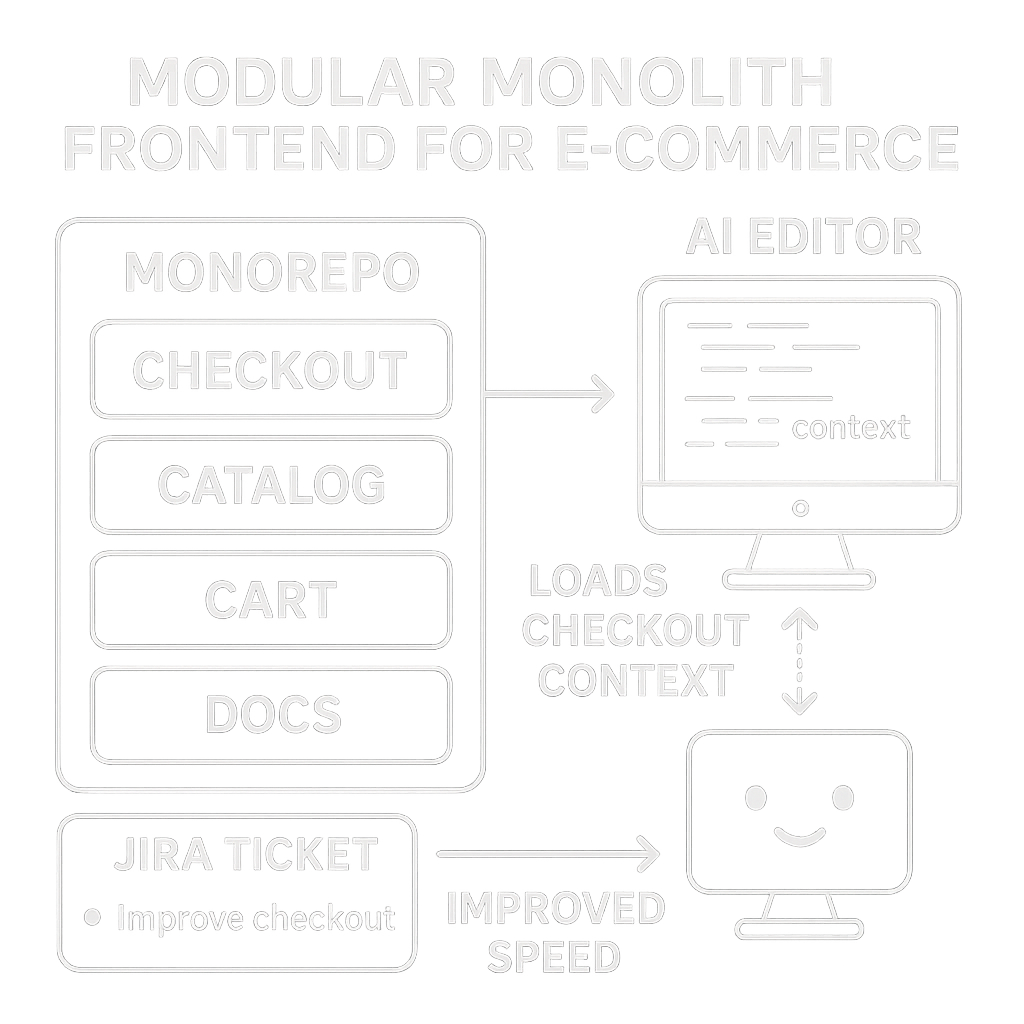 MODULAR MONOLITH
FRONTEND FOR E-COMMERCE
MONOREPO
CHECKOUT
CATALOG
CART
DOCS
AI EDITOR
context
LOADS
CHECKOUT
CONTEXT
JIRA TICKET
Improve checkout
IMPROVED
SPEED